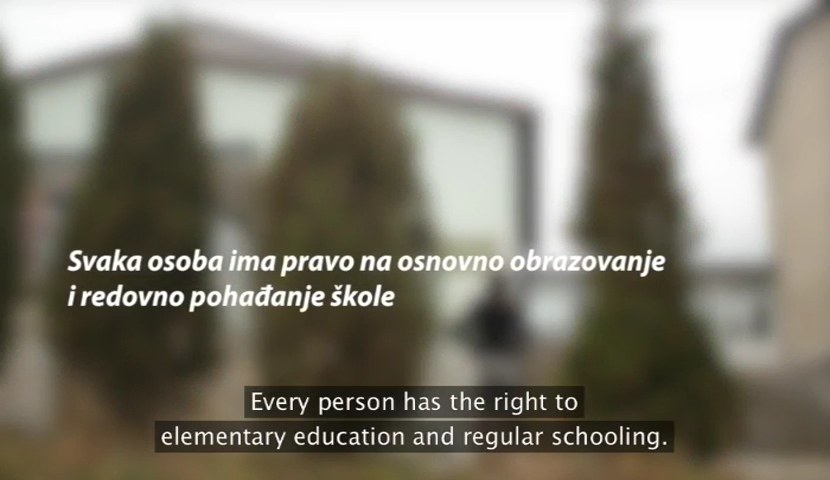 Svaka osoba ima pravo na osnovno obrazovanje
i redovno pohađanje škole
Every person has the right to
elementary education and regular schooling.